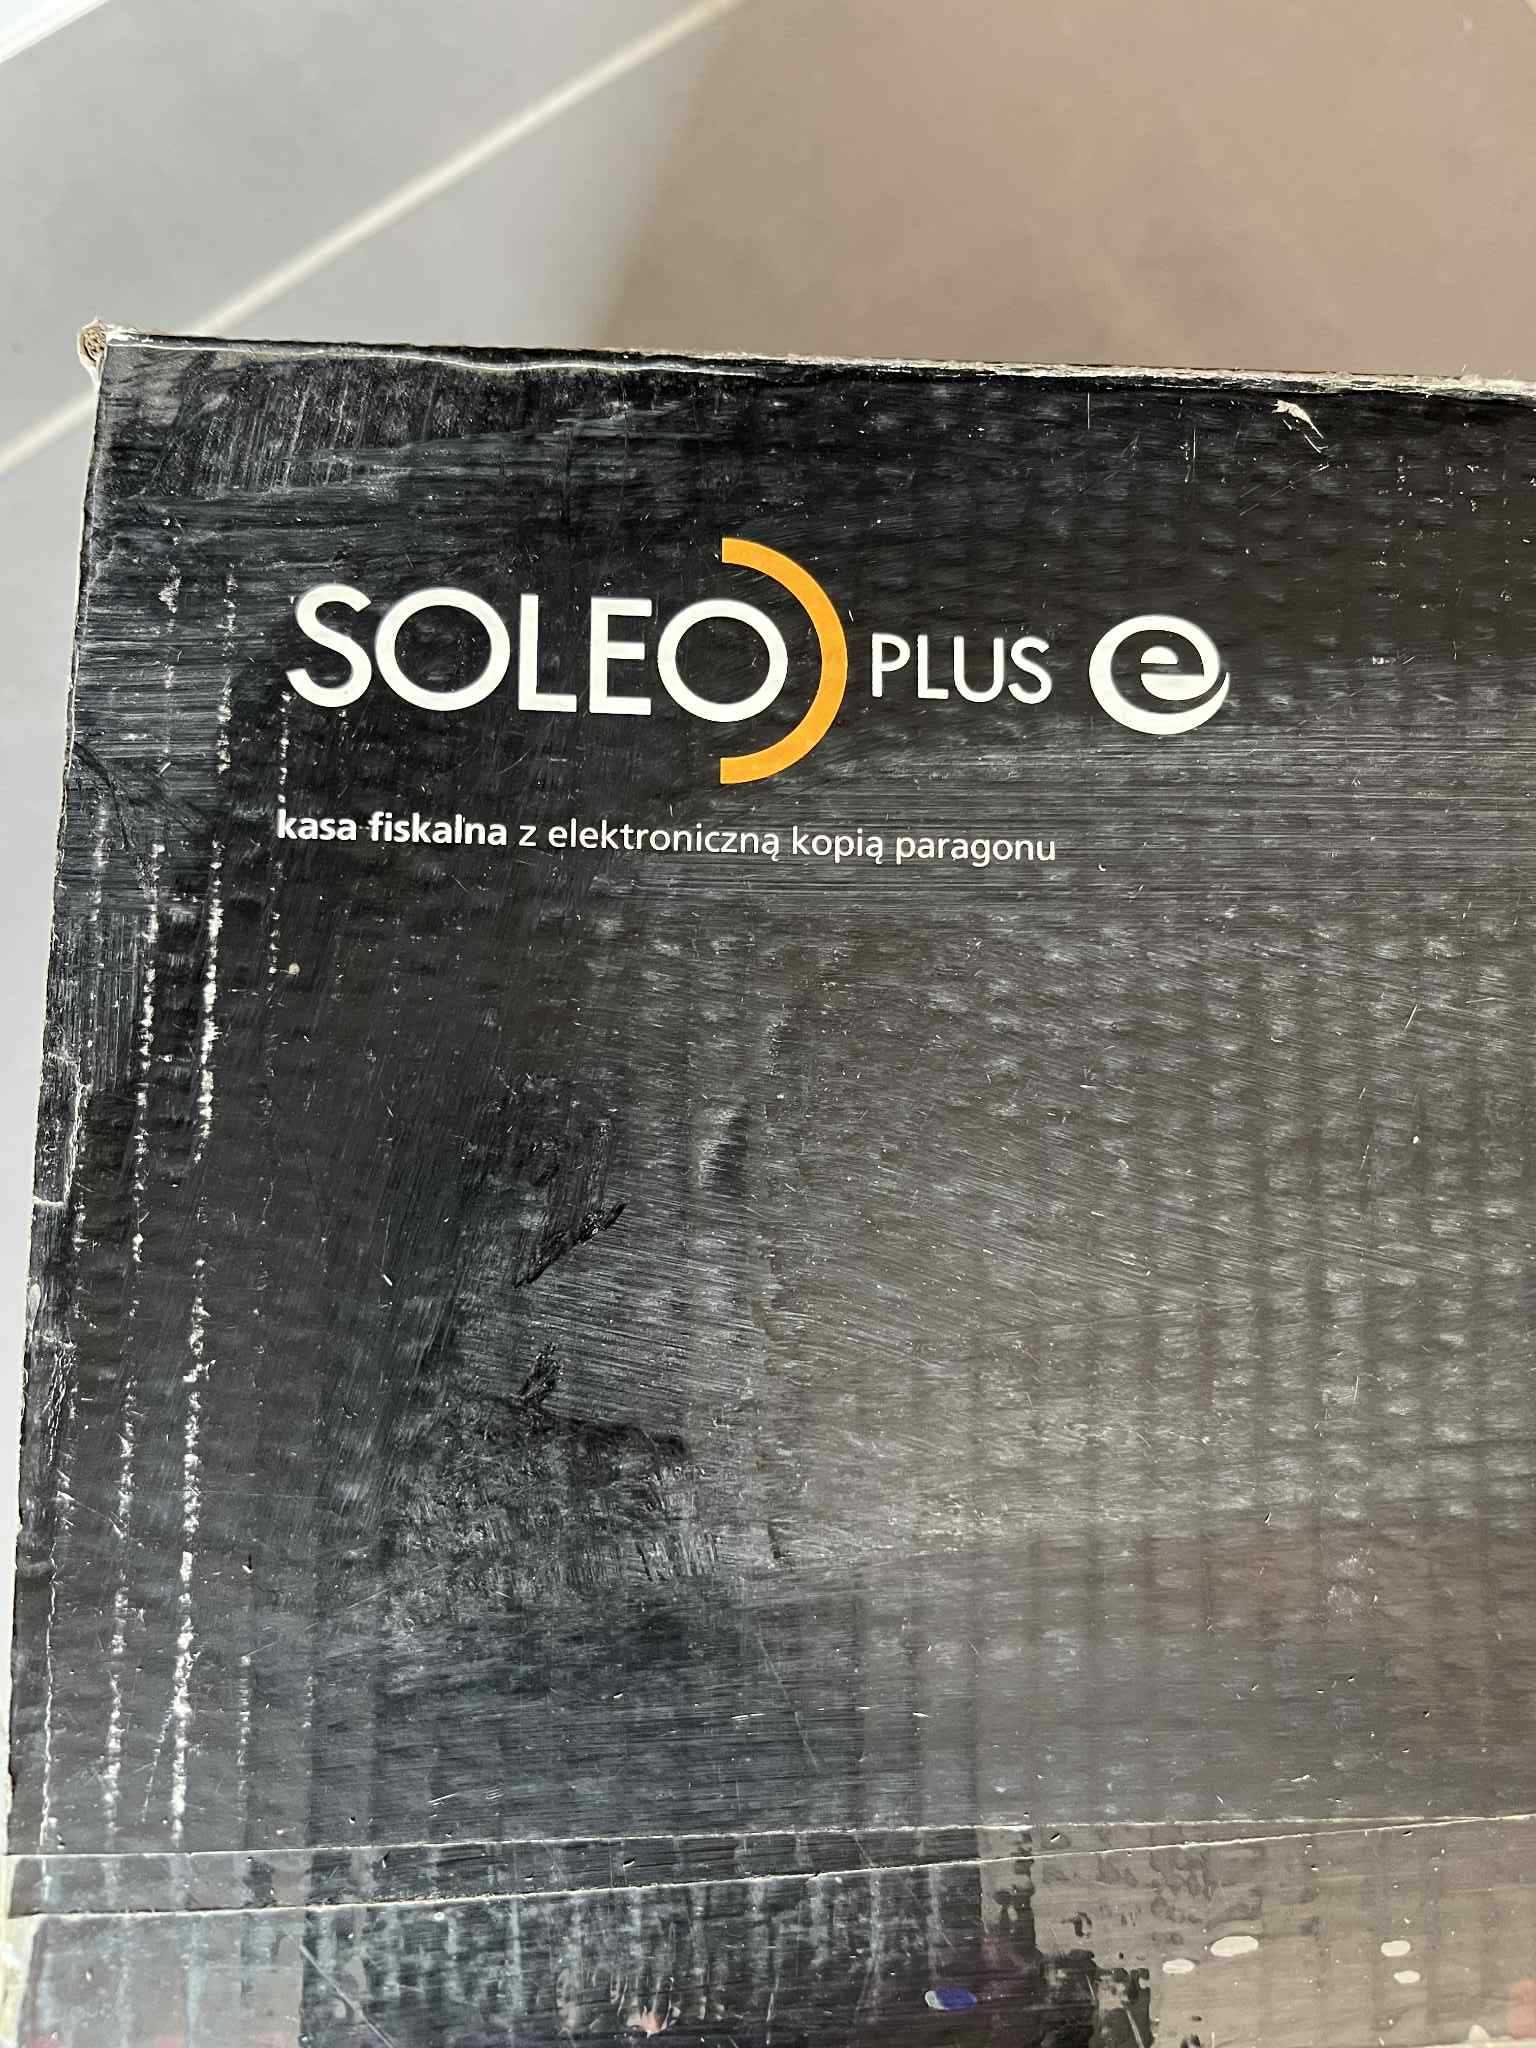 SOLEO PLUS e
kasa fiskalna z elektroniczną kopią paragonu